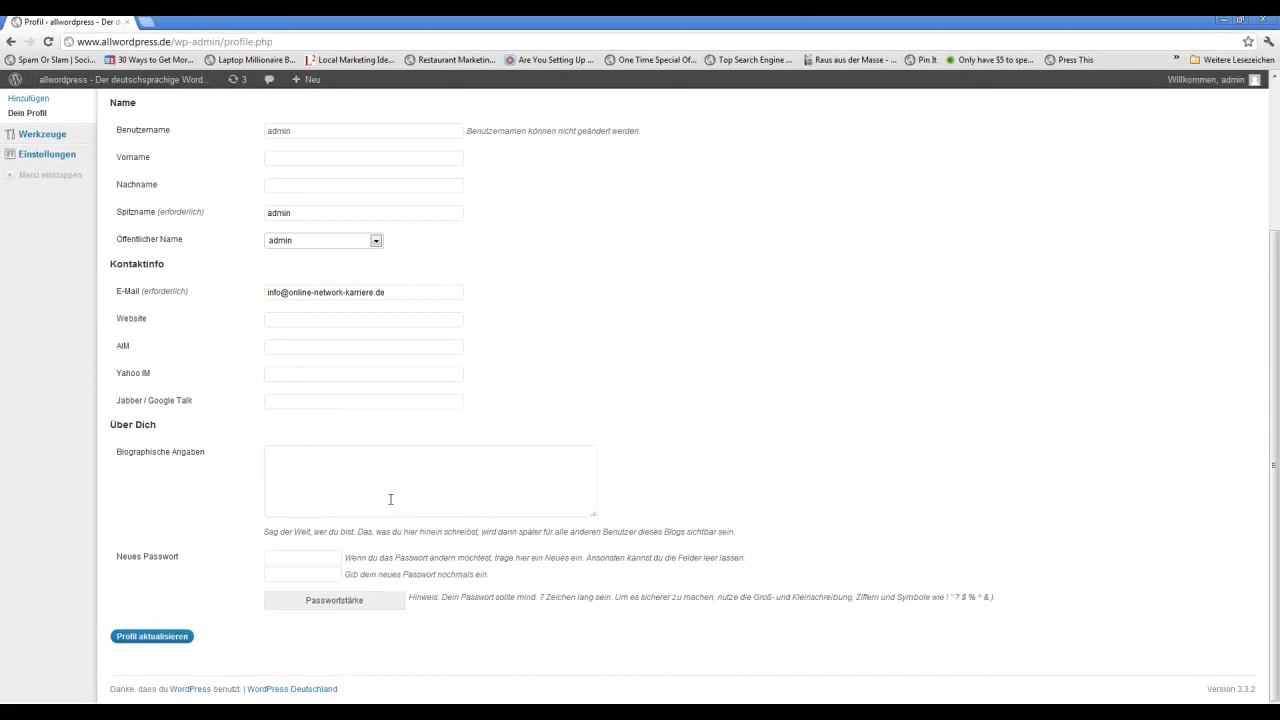 Profil ‹ allwordpress - Der d
www.allwordpress.de/wp-admin/profile.php
Spam Or Slam | Soci... 30 Ways to Get Mor... Laptop Millionaire B... Local Marketing Ide... Restaurant Marketin... Are You Setting Up ... One Time Special Of... Top Search Engine ... Raus aus der Masse - ... Pin It Only have $5 to spe... Press This » Weitere Lesezeichen
allwordpress - Der deutschsprachige Word... 3 + Neu Willkommen, admin
Hinzufügen
Dein Profil
Werkzeuge
Einstellungen
Menü einklappen
Name
Benutzername admin Benutzernamen können nicht geändert werden.
Vorname
Nachname
Spitzname (erforderlich) admin
Öffentlicher Name admin
Kontaktinfo
E-Mail (erforderlich) info@online-network-karriere.de
Website
AIM
Yahoo IM
Jabber / Google Talk
Über Dich
Biographische Angaben
Sag der Welt, wer du bist. Das, was du hier hinein schreibst, wird dann später für alle anderen Benutzer dieses Blogs sichtbar sein.
Neues Passwort Wenn du das Passwort ändern möchtest, trage hier ein Neues ein. Ansonsten kannst du die Felder leer lassen.
Gib dein neues Passwort nochmals ein.
Passwortstärke Hinweis: Dein Passwort sollte mind. 7 Zeichen lang sein. Um es sicherer zu machen, nutze die Groß- und Kleinschreibung, Ziffern und Symbole wie ! " ? $ % ^ & ).
Profil aktualisieren
Danke, dass du WordPress benutzt. | WordPress Deutschland Version 3.3.2